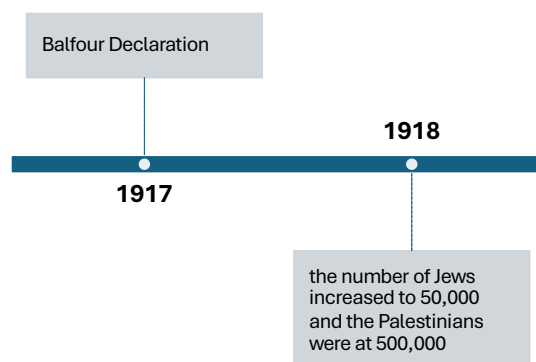 Balfour Declaration
1917
1918
the number of Jews
increased to 50,000
and the Palestinians
were at 500,000